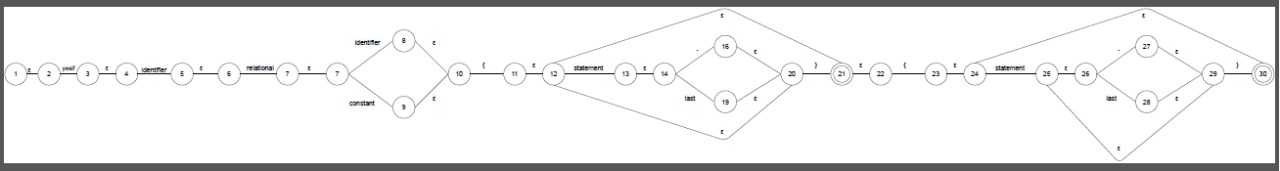 ε
ε
identifier
16
27
8
ε
-
ε
-
ε
1 ε 2 yesif 3 ε 4 identifier 5 ε 6 relational 7 ε 7 10 { 11 ε 12 statement 13 ε 14 20 } 21 ε 22 { 23 ε 24 statement 25 ε 26 29 } 30
constant
ε
last
ε
last
ε
9
19
28
ε
ε